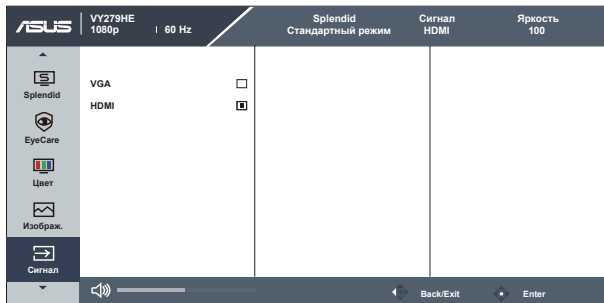 ASUS
VY279HE
1080p | 60 Hz
Splendid
Стандартный режим
Сигнал
HDMI
Яркость
100
Splendid
EyeCare
Цвет
Изображ.
Сигнал
VGA
HDMI
Back/Exit
Enter